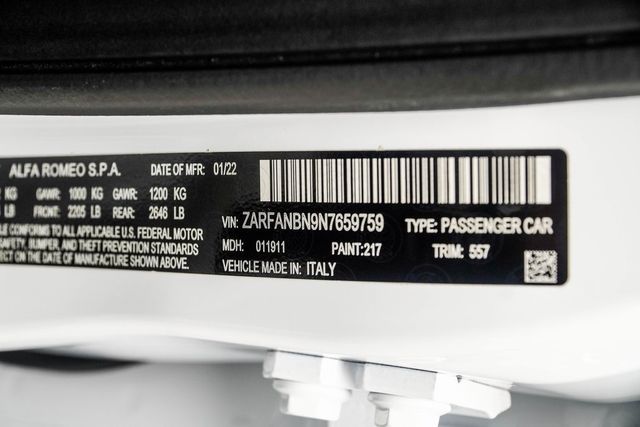 ALFA ROMEO S.P.A. DATE OF MFR: 01/22
KG GAWR: 1000 KG GAWR: 1200 KG
LB FRONT: 2205 LB REAR: 2646 LB
TO ALL APPLICABLE U.S. FEDERAL MOTOR
SAFETY, BUMPER, AND THEFT PREVENTION STANDARDS
ON THE DATE OF MANUFACTURE SHOWN ABOVE.
VIN: ZARFANBN9N7659759 TYPE: PASSENGER CAR
MDH: 011911 PAINT: 217 TRIM: 557
VEHICLE MADE IN: ITALY